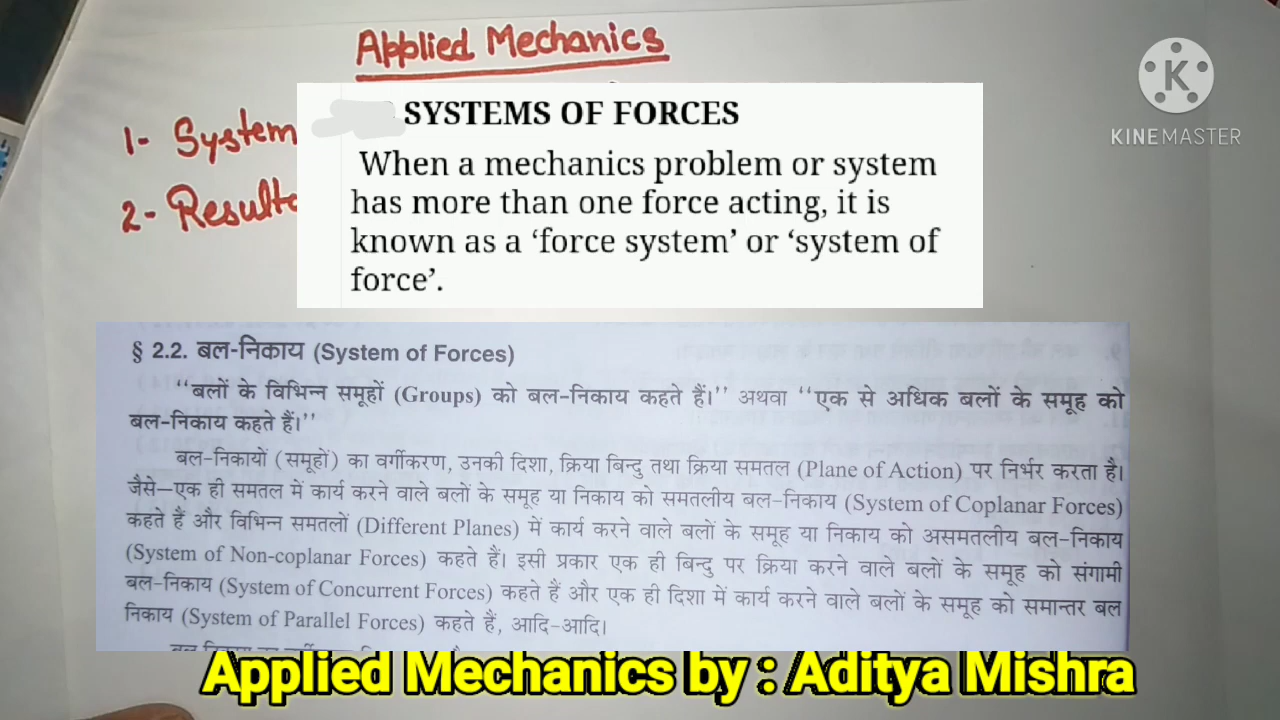 Applied Mechanics
1- System
2- Result
SYSTEMS OF FORCES
When a mechanics problem or system
has more than one force acting, it is
known as a ‘force system’ or ‘system of
force’.
KINEMASTER
§ 2.2. बल-निकाय (System of Forces)
‘‘बलों के विभिन्न समूहों (Groups) को बल-निकाय कहते हैं।’’ अथवा ‘‘एक से अधिक बलों के समूह को
बल-निकाय कहते हैं।’’
बल-निकायों (समूहों) का वर्गीकरण, उनकी दिशा, क्रिया बिन्दु तथा क्रिया समतल (Plane of Action) पर निर्भर करता है।
जैसे—एक ही समतल में कार्य करने वाले बलों के समूह या निकाय को समतलीय बल-निकाय (System of Coplanar Forces)
कहते हैं और विभिन्न समतलों (Different Planes) में कार्य करने वाले बलों के समूह या निकाय को असमतलीय बल-निकाय
(System of Non-coplanar Forces) कहते हैं। इसी प्रकार एक ही बिन्दु पर क्रिया करने वाले बलों के समूह को संगामी
बल-निकाय (System of Concurrent Forces) कहते हैं और एक ही दिशा में कार्य करने वाले बलों के समूह को समान्तर बल
निकाय (System of Parallel Forces) कहते हैं, आदि-आदि।
Applied Mechanics by : Aditya Mishra